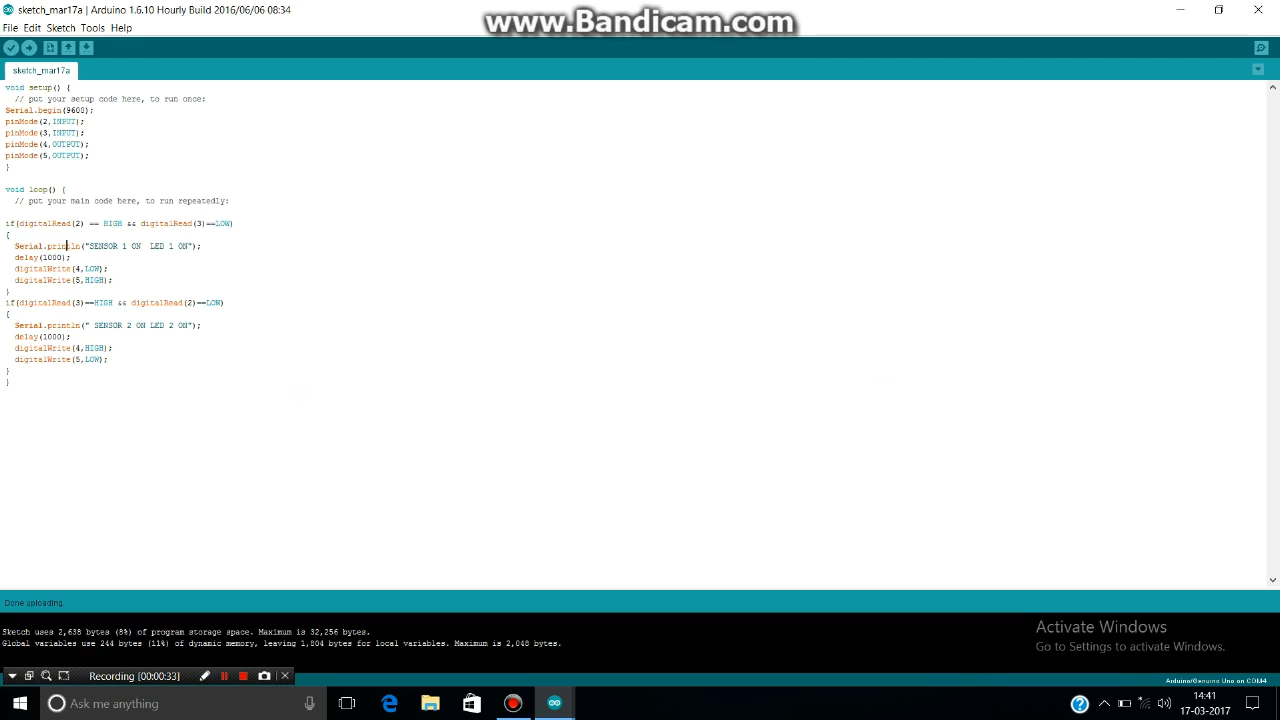 sketch_mar17a | Arduino 1.6.10 Hourly Build 2016/06/06 08:34
www.Bandicam.com
File Edit Sketch Tools Help
sketch_mar17a
void setup() {
  // put your setup code here, to run once:
Serial.begin(9600);
pinMode(2,INPUT);
pinMode(3,INPUT);
pinMode(4,OUTPUT);
pinMode(5,OUTPUT);
}
void loop() {
  // put your main code here, to run repeatedly:
if(digitalRead(2) == HIGH && digitalRead(3)==LOW)
{
  Serial.println("SENSOR 1 ON  LED 1 ON");
  delay(1000);
  digitalWrite(4,LOW);
  digitalWrite(5,HIGH);
}
if(digitalRead(3)==HIGH && digitalRead(2)==LOW)
{
  Serial.println(" SENSOR 2 ON LED 2 ON");
  delay(1000);
  digitalWrite(4,HIGH);
  digitalWrite(5,LOW);
}
}
Done uploading.
Sketch uses 2,638 bytes (8%) of program storage space. Maximum is 32,256 bytes.
Global variables use 244 bytes (11%) of dynamic memory, leaving 1,804 bytes for local variables. Maximum is 2,048 bytes.
Activate Windows
Go to Settings to activate Windows.
Recording [00:00:33]
Arduino/Genuino Uno on COM4
Ask me anything
14:41
17-03-2017